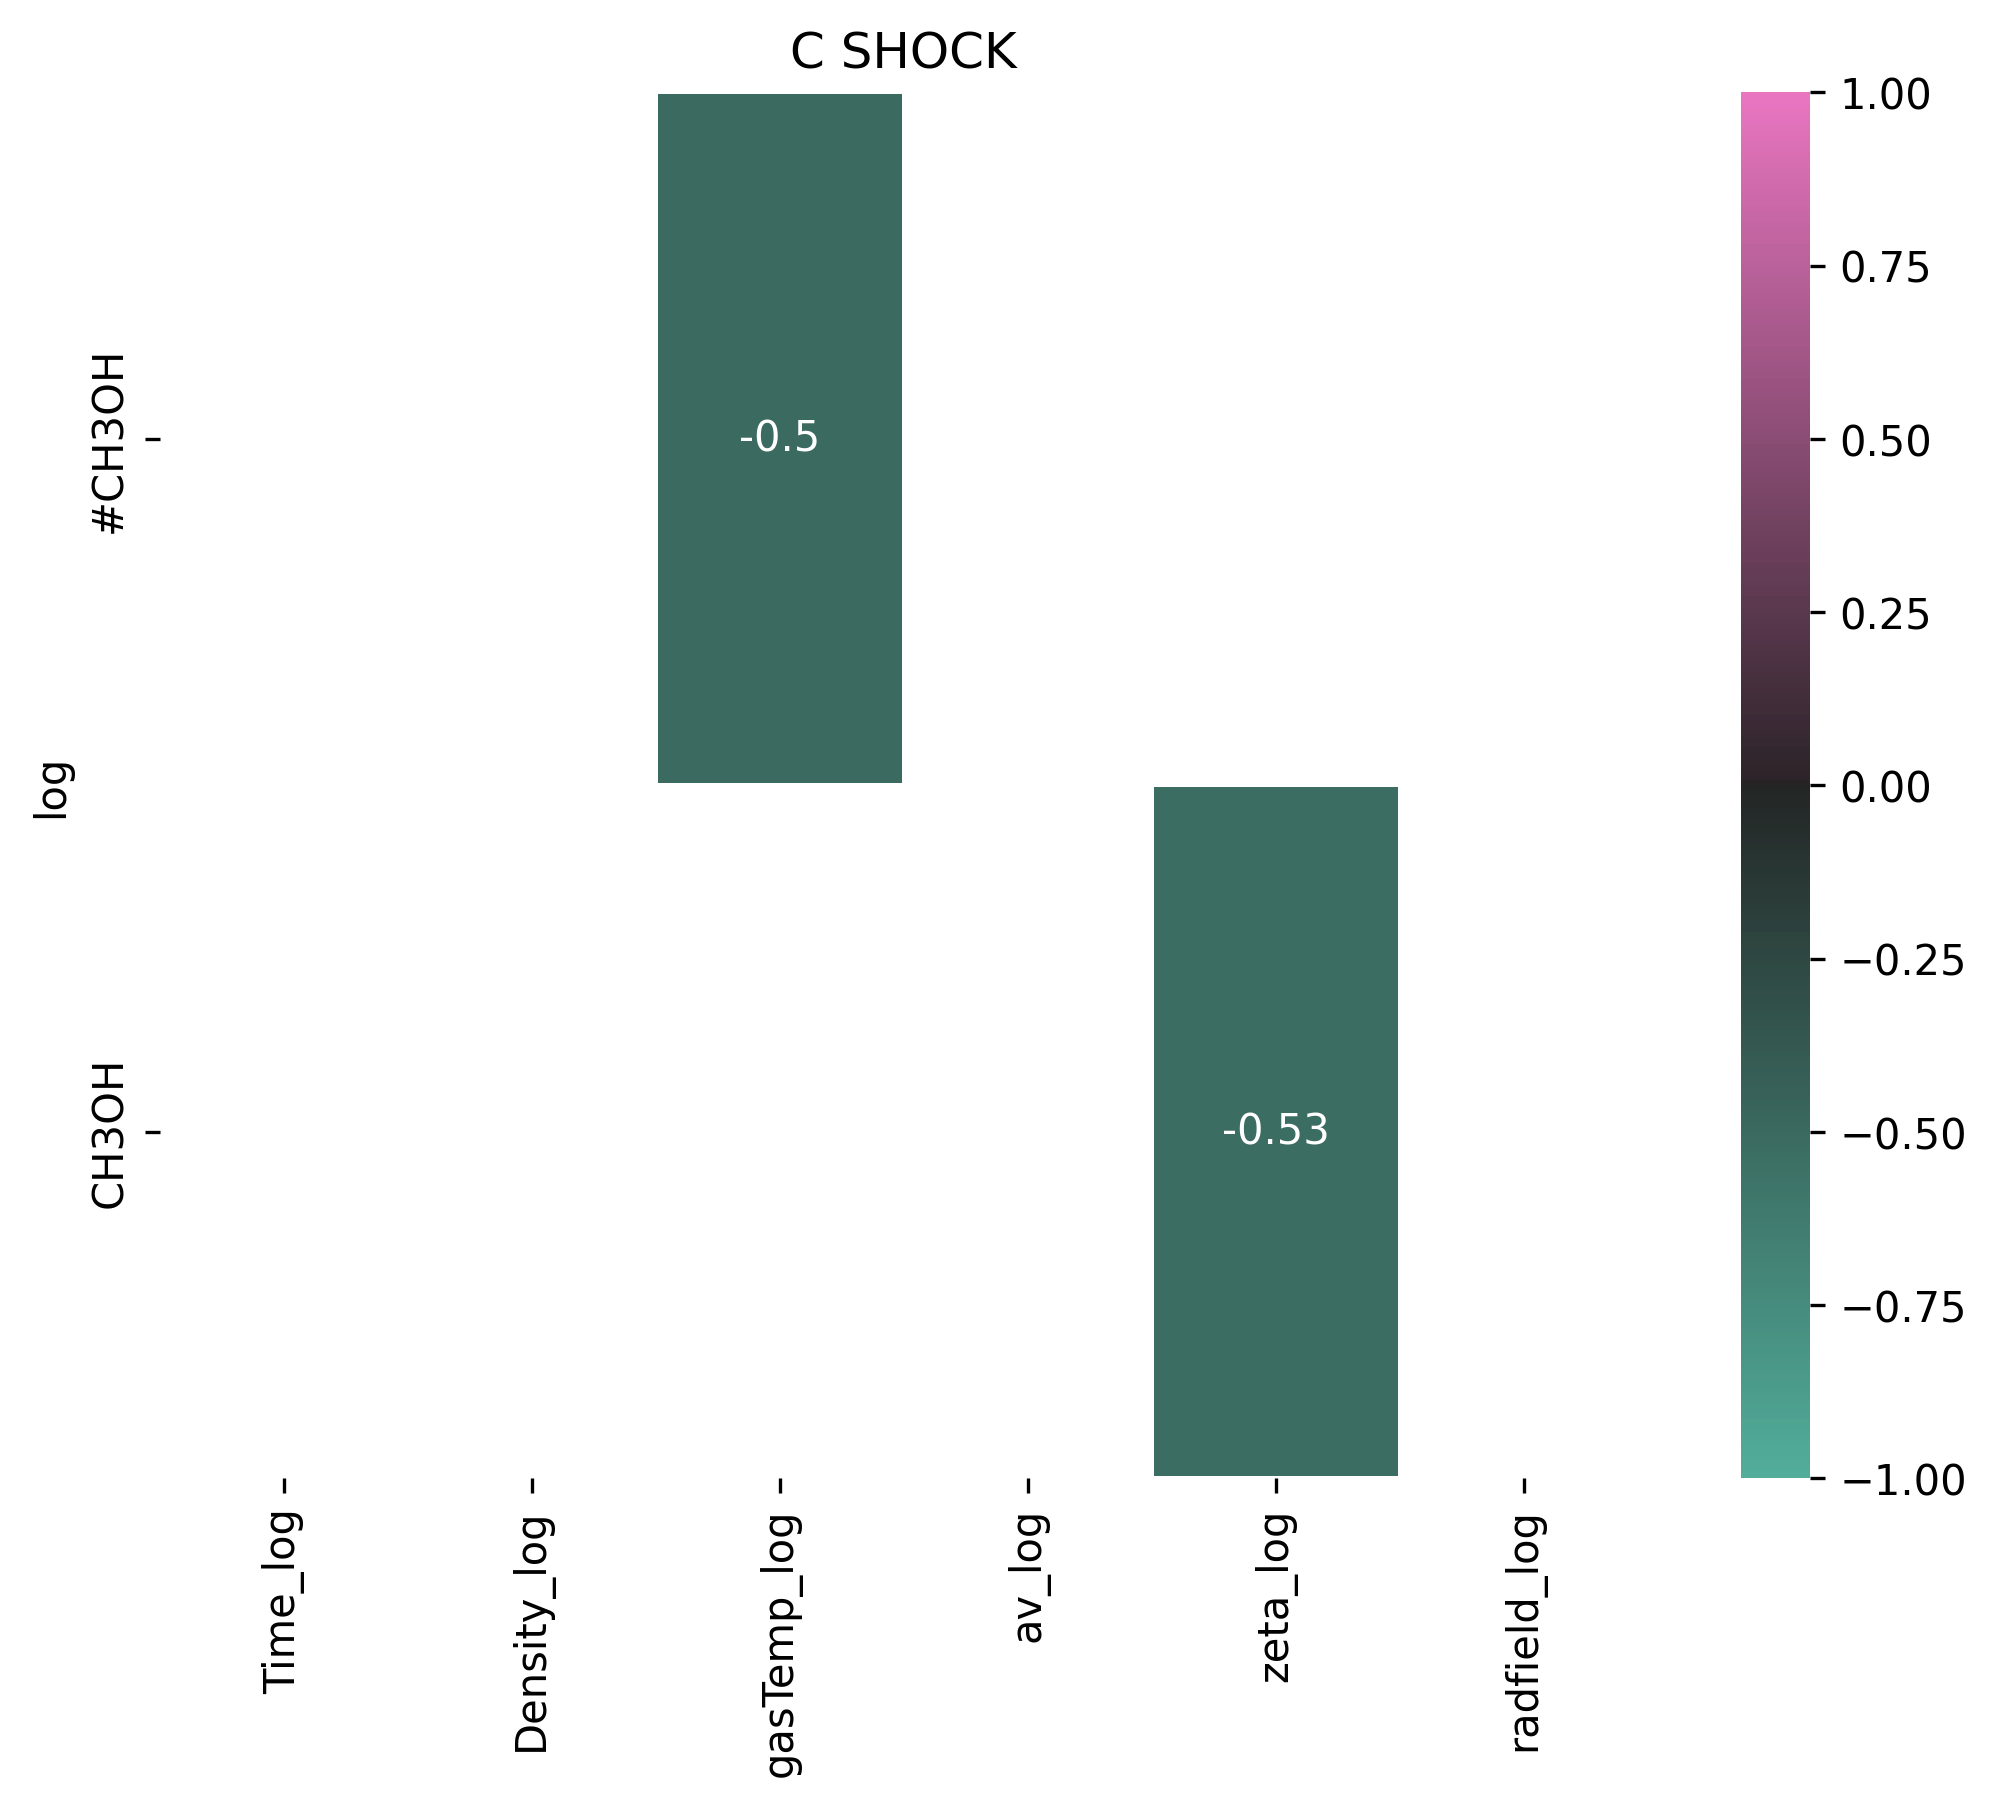 C SHOCK
log
#CH3OH
CH3OH
-0.5
-0.53
Time_log
Density_log
gasTemp_log
av_log
zeta_log
radfield_log
1.00
0.75
0.50
0.25
0.00
−0.25
−0.50
−0.75
−1.00